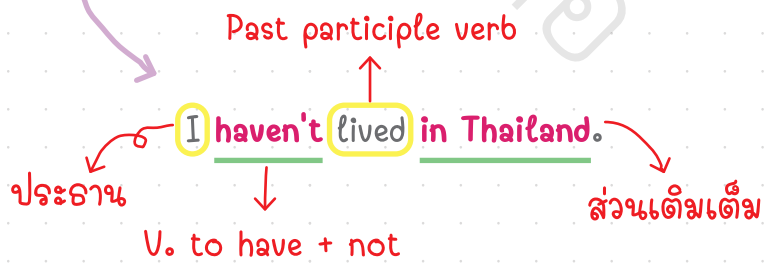 Past participle verb
I haven't lived in Thailand.
ประธาน
ส่วนเติมเต็ม
V. to have + not